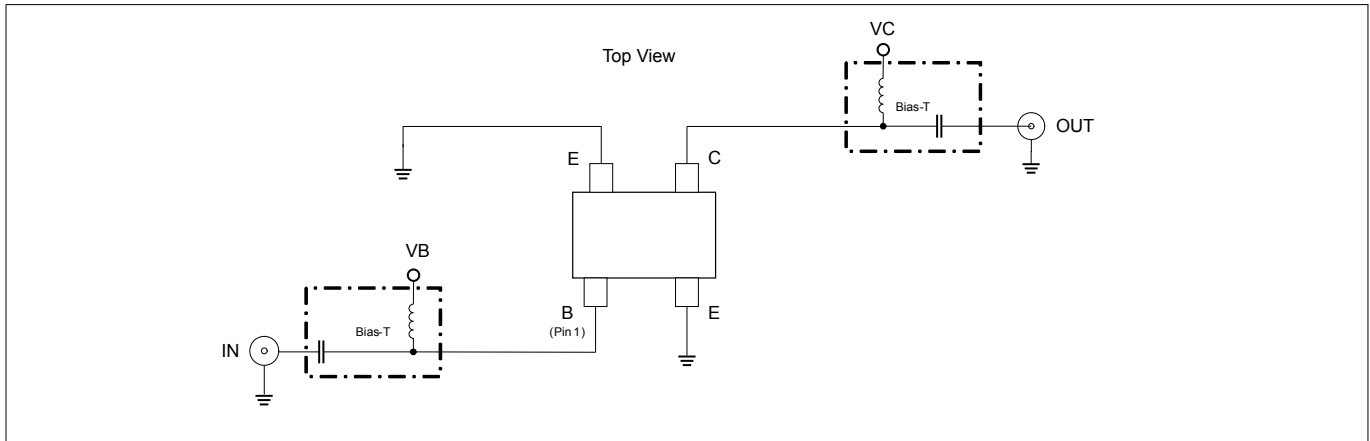 Top View
VC
Bias-T
OUT
E
C
VB
Bias-T
IN
B
(Pin 1)
E